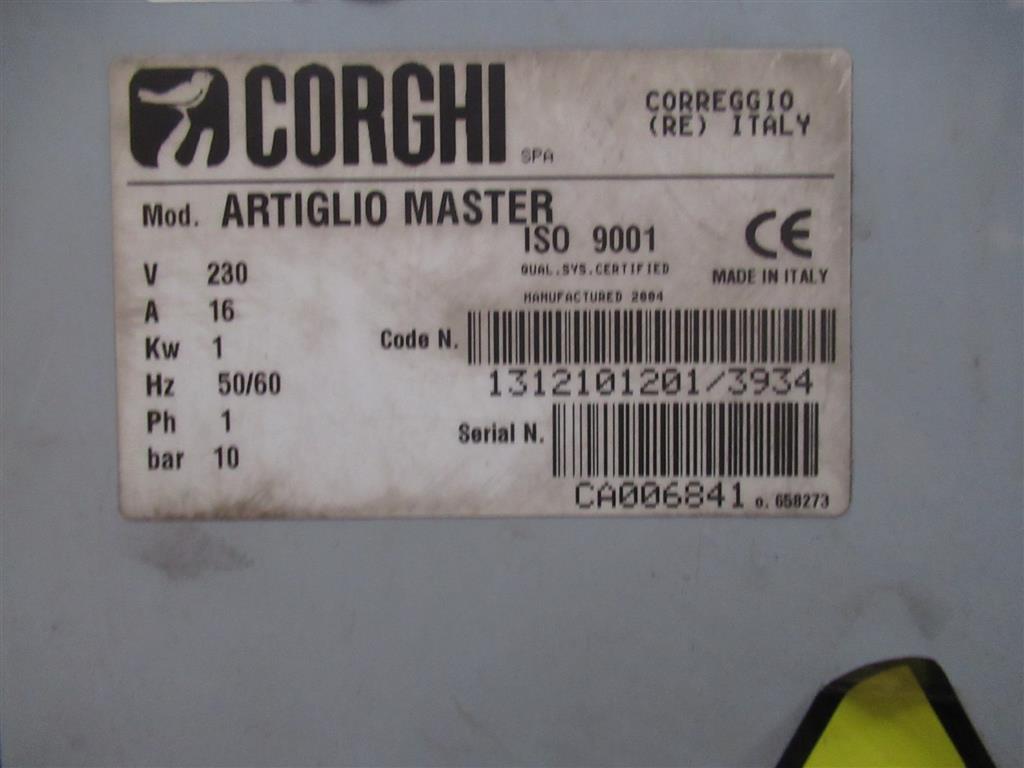 CORGHI SPA
CORREGGIO
(RE) ITALY
Mod. ARTIGLIO MASTER
ISO 9001
QUAL.SYS.CERTIFIED
MANUFACTURED 2004
CE
MADE IN ITALY
V 230
A 16
Kw 1
Hz 50/60
Ph 1
bar 10
Code N.
1312101201/3934
Serial N.
CA006841 o. 658273